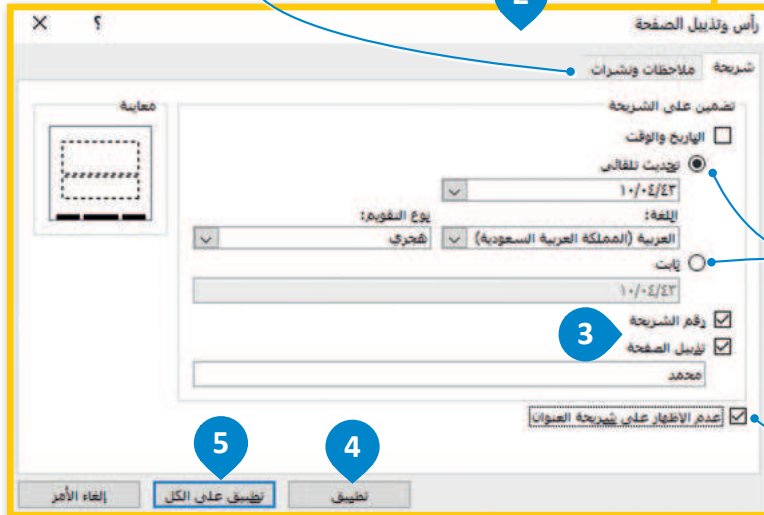 2
رأس وتذييل الصفحة
؟ ×
شريحة ملاحظات ونشرات
تضمين على الشريحة
معاينة
التاريخ والوقت
تحديث تلقائي
١٠/٠٤/٤٣
اللغة: نوع التقويم:
العربية (المملكة العربية السعودية) هجري
ثابت
١٠/٠٤/٤٣
رقم الشريحة
3
تذييل الصفحة
محمد
عدم الأظهار على شريحة العنوان
4 5
تطبيق تطبيق على الكل إلغاء الأمر